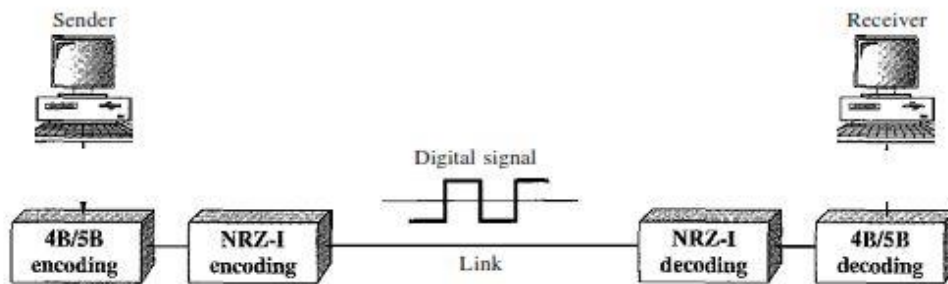 Sender
Receiver
Digital signal
4B/5B
encoding
NRZ-I
encoding
Link
NRZ-I
decoding
4B/5B
decoding